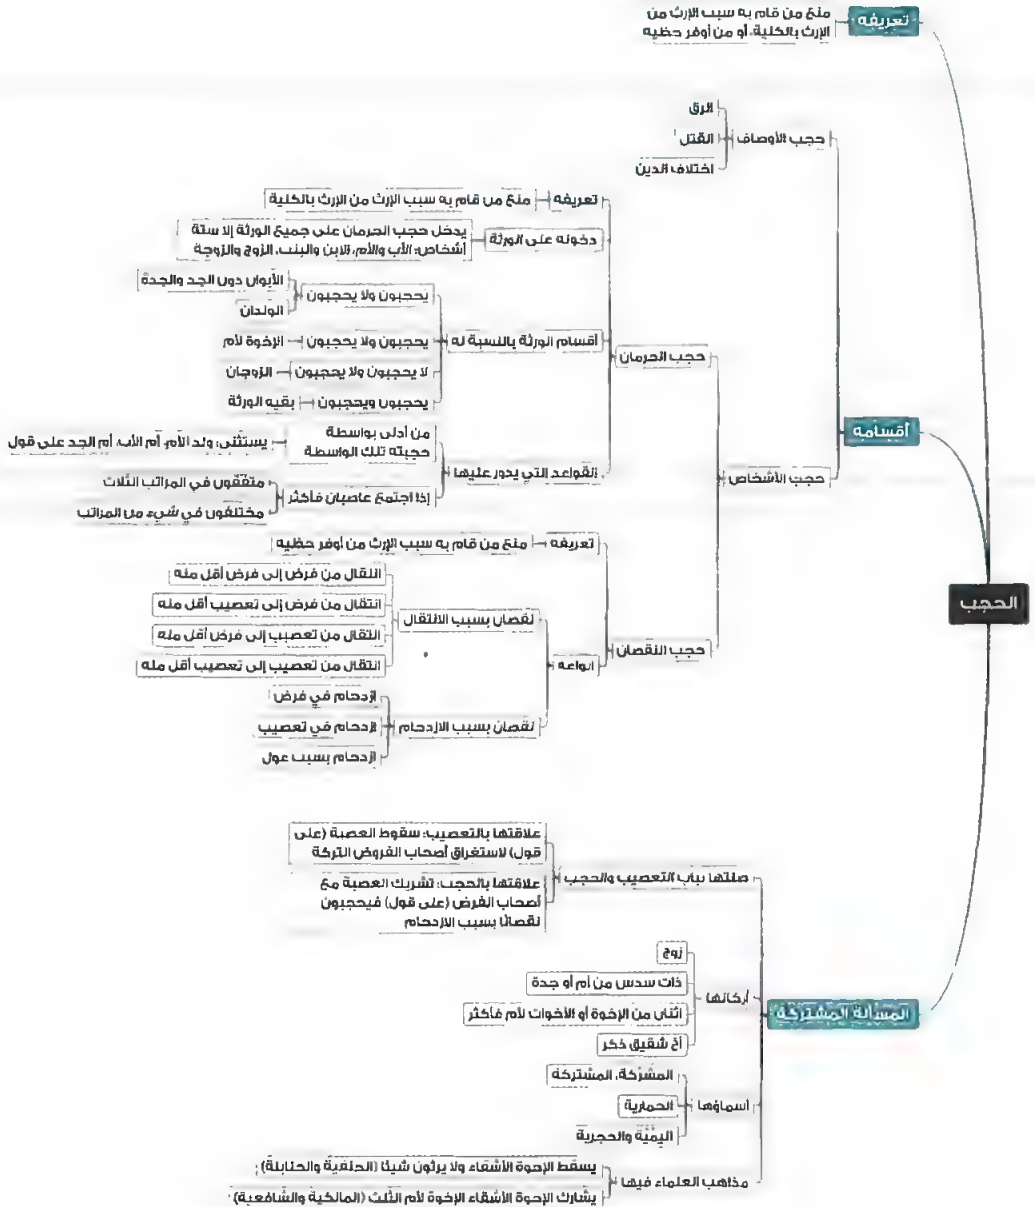 الحجب
تعريفه
منع من قام به سبب الإرث من
الإرث بالكلية، أو من أوفر حظيه
أقسامه
حجب الأوصاف
الرق
القتل
اختلاف الدين
حجب الأشخاص
حجب الحرمان
تعريفه
منع من قام به سبب الإرث من الإرث بالكلية
دخوله على الورثة
يدخل حجب الحرمان على جميع الورثة إلا ستة
أشخاص: الأب والأم، الابن والبنت، الزوج والزوجة
أقسام الورثة بالنسبة له
يحجبون ولا يحجبون
الأبوان دون الجد والجدة
الولدان
يحجبون ولا يحجبون
الإخوة لأم
لا يحجبون ولا يحجبون
الزوجان
يحجبون ويحجبون
بقيه الورثة
القواعد التي يدور عليها
من أدلى بواسطة
حجبته تلك الواسطة
يستثنى: ولد الأم، أم الأب، أم الجد على قول
إذا اجتمع عاصبان فأكثر
متفقون في المراتب الثلاث
مختلفون في شيء من المراتب
حجب النقصان
تعريفه
منع من قام به سبب الإرث من أوفر حظيه
انواعه
نقصان بسبب الانتقال
انتقال من فرض إلى فرض أقل منه
انتقال من فرض إلى تعصيب أقل منه
انتقال من تعصيب إلى فرض أقل منه
انتقال من تعصيب إلى تعصيب أقل منه
نقصان بسبب الازدحام
ازدحام في فرض
ازدحام في تعصيب
ازدحام بسبب عول
المسألة المشتركة
صلتها بباب التعصيب والحجب
علاقتها بالتعصيب: سقوط العصبة (على
قول) لاستغراق أصحاب الفروض التركة
علاقتها بالحجب: تشريك العصبة مع
أصحاب الفرض (على قول) فيحجبون
نقصانًا بسبب الازدحام
أركانها
زوج
ذات سدس من أم أو جدة
اثنان من الإخوة أو الأخوات لأم فأكثر
أخ شقيق ذكر
أسماؤها
المشركة، المشتركة
الحمارية
اليمّيّة والحجرية
مذاهب العلماء فيها
يسقط الإخوة الأشقاء ولا يرثون شيئا (الحنفية والحنابلة)
يشارك الإخوة الأشقاء الإخوة لأم الثلث (المالكية والشافعية)